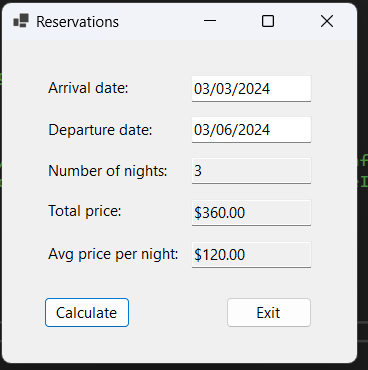 Reservations
Arrival date: 03/03/2024
Departure date: 03/06/2024
Number of nights: 3
Total price: $360.00
Avg price per night: $120.00
Calculate Exit